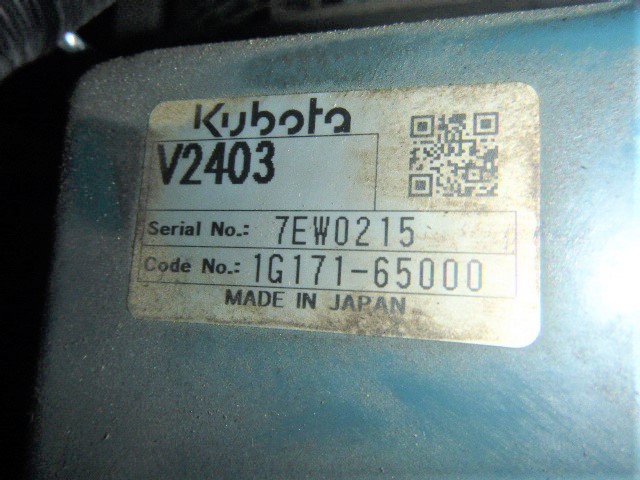 Kubota
V2403
Serial No.: 7EW0215
Code No.: 1G171-65000
MADE IN JAPAN